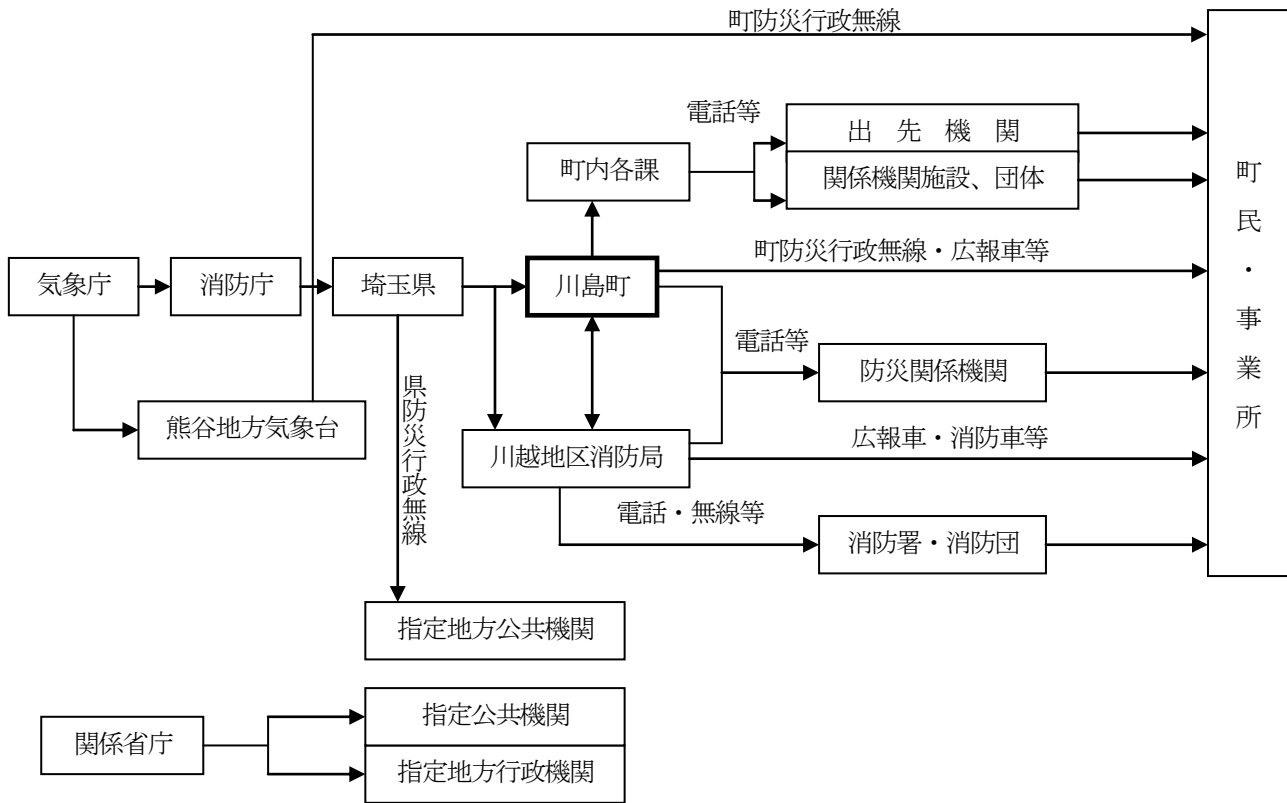 町防災行政無線
電話等
出先機関
町内各課
関係機関施設、団体
町防災行政無線・広報車等
気象庁
消防庁
埼玉県
川島町
電話等
防災関係機関
県防災行政無線
熊谷地方気象台
川越地区消防局
広報車・消防車等
電話・無線等
消防署・消防団
町民・事業所
指定地方公共機関
関係省庁
指定公共機関
指定地方行政機関